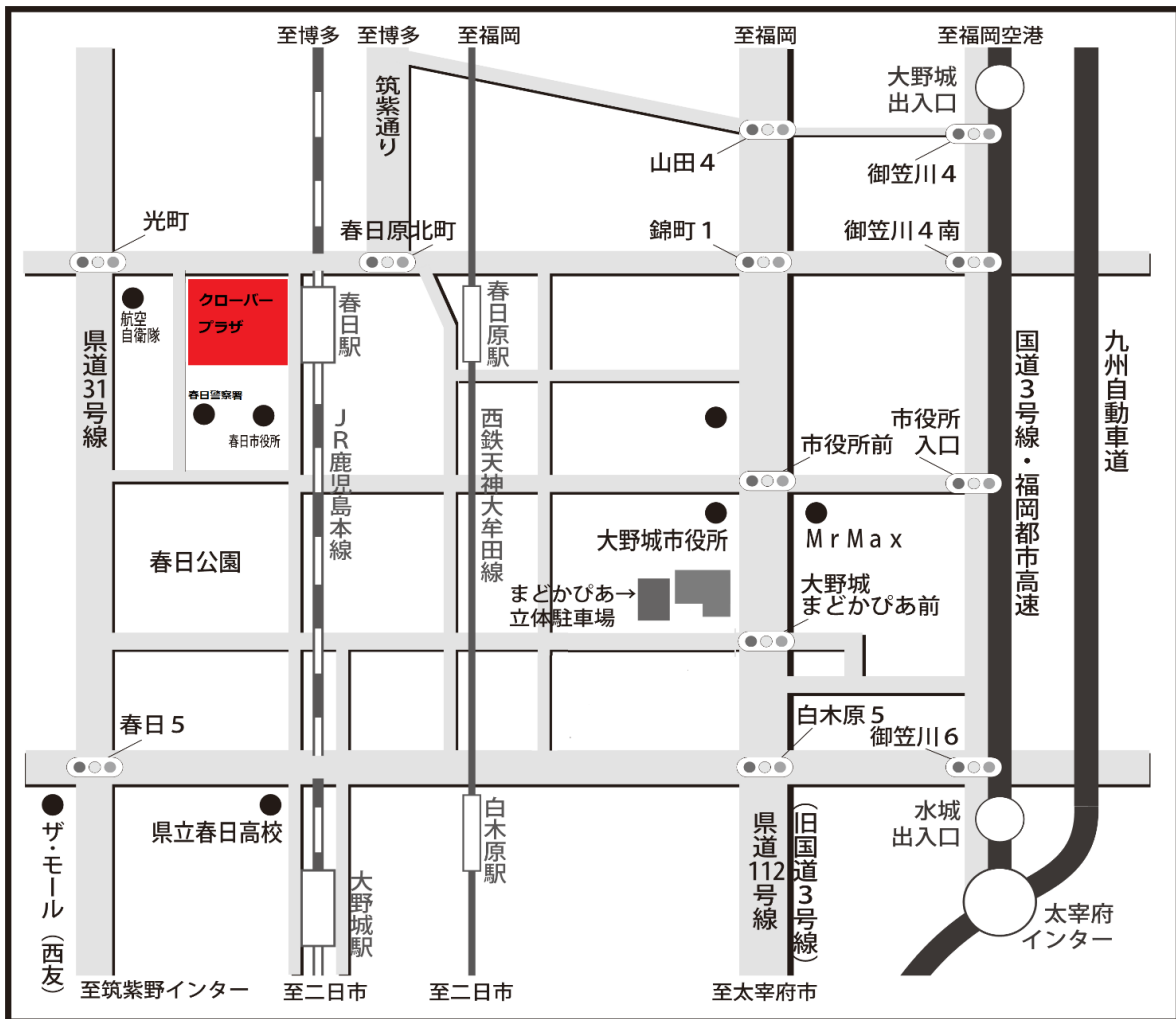 至博多
至博多
至福岡
至福岡
至福岡空港
筑紫通り
大野城
出入口
山田4
御笠川4
光町
春日原北町
錦町1
御笠川4南
クローバー
プラザ
航空
自衛隊
春日駅
春日原駅
県道31号線
国道3号線・福岡都市高速
九州自動車道
春日警察署
春日市役所
JR鹿児島本線
西鉄天神大牟田線
市役所前
市役所
入口
大野城市役所
MrMax
春日公園
まどかぴあ→
立体駐車場
大野城
まどかぴあ前
春日5
白木原5
御笠川6
ザ・モール(西友)
県立春日高校
大野城駅
白木原駅
県道112号線
(旧国道3号線)
水城
出入口
太宰府
インター
至筑紫野インター
至二日市
至二日市
至太宰府市